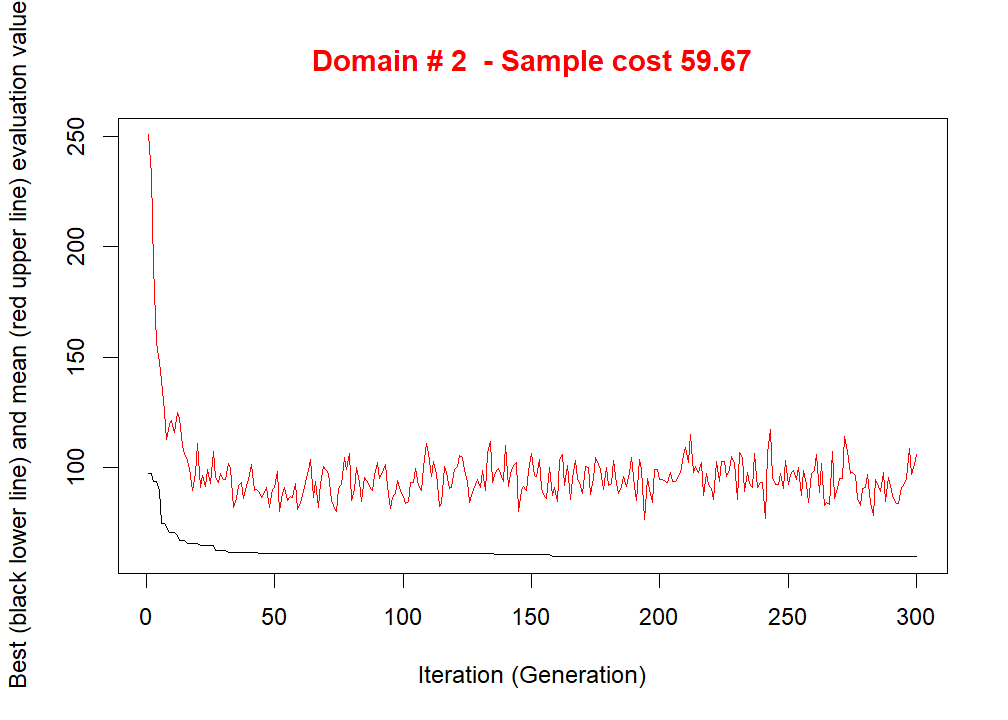 Domain # 2  - Sample cost 59.67
Best (black lower line) and mean (red upper line) evaluation value
250
200
150
100
0 50 100 150 200 250 300
Iteration (Generation)